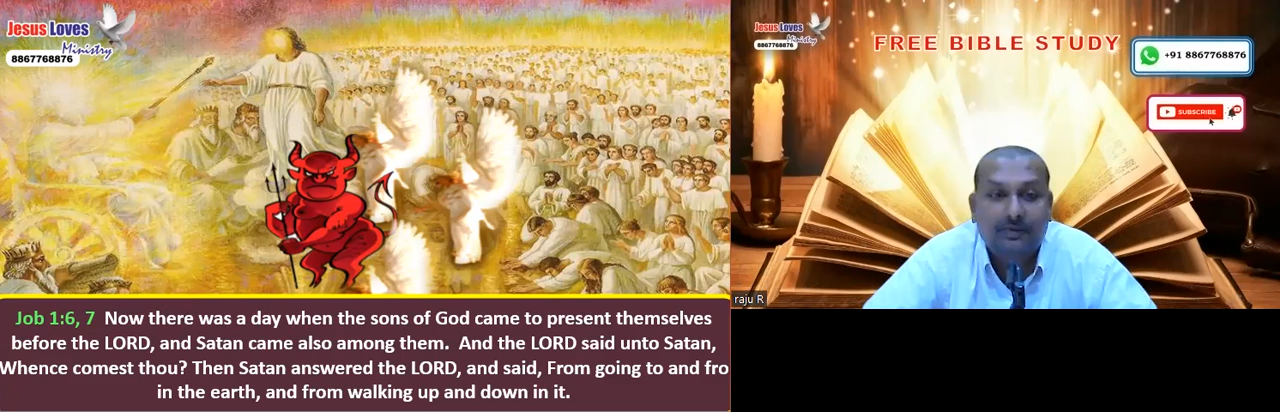 Jesus Loves
Ministry
8867768876
Job 1:6, 7 Now there was a day when the sons of God came to present themselves
before the LORD, and Satan came also among them. And the LORD said unto Satan,
Whence comest thou? Then Satan answered the LORD, and said, From going to and fro
in the earth, and from walking up and down in it.
Jesus Loves
Ministry
8867768876
FREE BIBLE STUDY
+91 8867768876
SUBSCRIBE
raju R